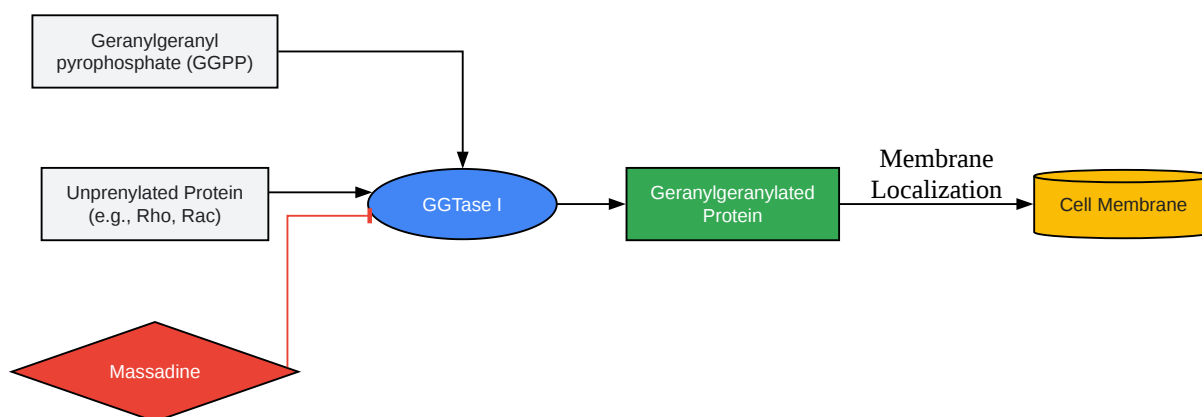 Geranylgeranyl
pyrophosphate (GGPP)
Unprenylated Protein
(e.g., Rho, Rac)
GGTase I
Geranylgeranylated
Protein
Membrane
Localization
Cell Membrane
Massadine